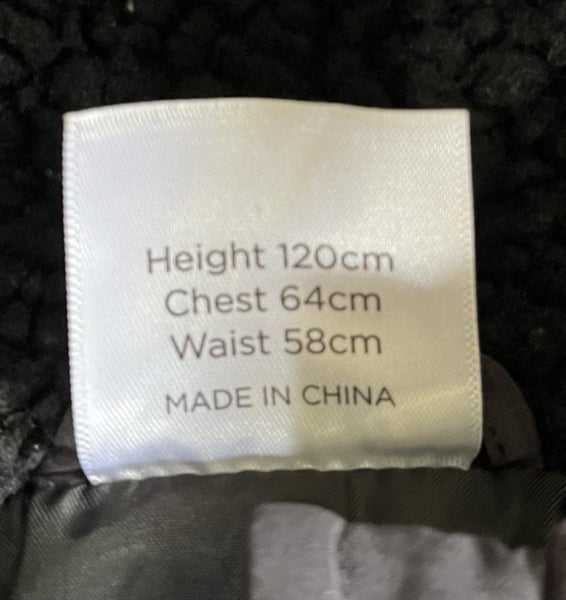 Height 120cm
Chest 64cm
Waist 58cm
MADE IN CHINA